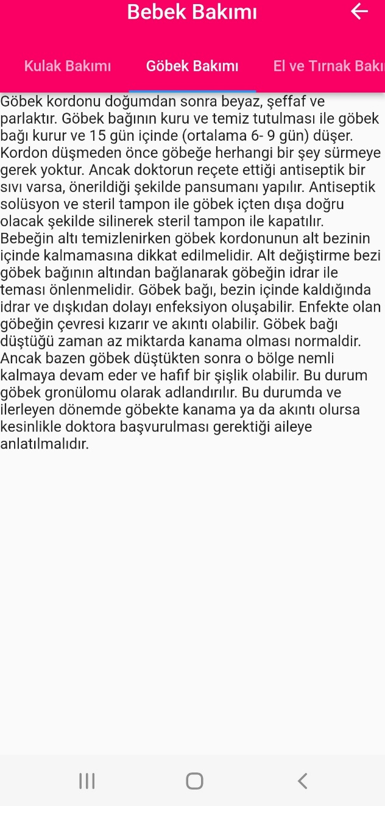 Bebek Bakımı
Kulak Bakımı
Göbek Bakımı
El ve Tırnak Bakı
Göbek kordonu doğumdan sonra beyaz, şeffaf ve
parlaktır. Göbek bağının kuru ve temiz tutulması ile göbek
bağı kurur ve 15 gün içinde (ortalama 6- 9 gün) düşer.
Kordon düşmeden önce göbeğe herhangi bir şey sürmeye
gerek yoktur. Ancak doktorun reçete ettiği antiseptik bir
sıvı varsa, önerildiği şekilde pansumanı yapılır. Antiseptik
solüsyon ve steril tampon ile göbek içten dışa doğru
olacak şekilde silinerek steril tampon ile kapatılır.
Bebeğin altı temizlenirken göbek kordonunun alt bezinin
içinde kalmamasına dikkat edilmelidir. Alt değiştirme bezi
göbek bağının altından bağlanarak göbeğin idrar ile
teması önlenmelidir. Göbek bağı, bezin içinde kaldığında
idrar ve dışkıdan dolayı enfeksiyon oluşabilir. Enfekte olan
göbeğin çevresi kızarır ve akıntı olabilir. Göbek bağı
düştüğü zaman az miktarda kanama olması normaldir.
Ancak bazen göbek düştükten sonra o bölge nemli
kalmaya devam eder ve hafif bir şişlik olabilir. Bu durum
göbek gronülomu olarak adlandırılır. Bu durumda ve
ilerleyen dönemde göbekte kanama ya da akıntı olursa
kesinlikle doktora başvurulması gerektiği aileye
anlatılmalıdır.